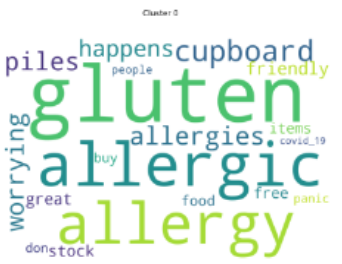 Cluster 0
happens cupboard
piles
people
friendly
gluten
worrying
allergies
items
covid_19
allergic
buy
great
food
free
panic
allergy
don stock